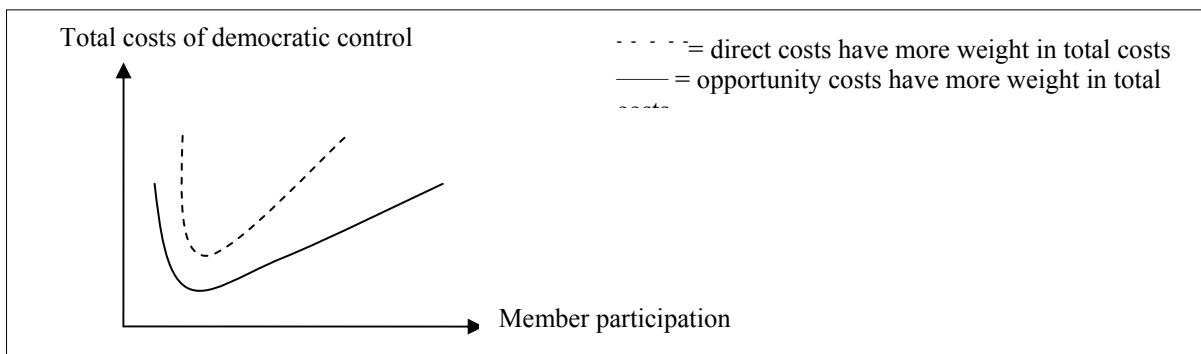 Total costs of democratic control
= direct costs have more weight in total costs
= opportunity costs have more weight in total
costs
Member participation